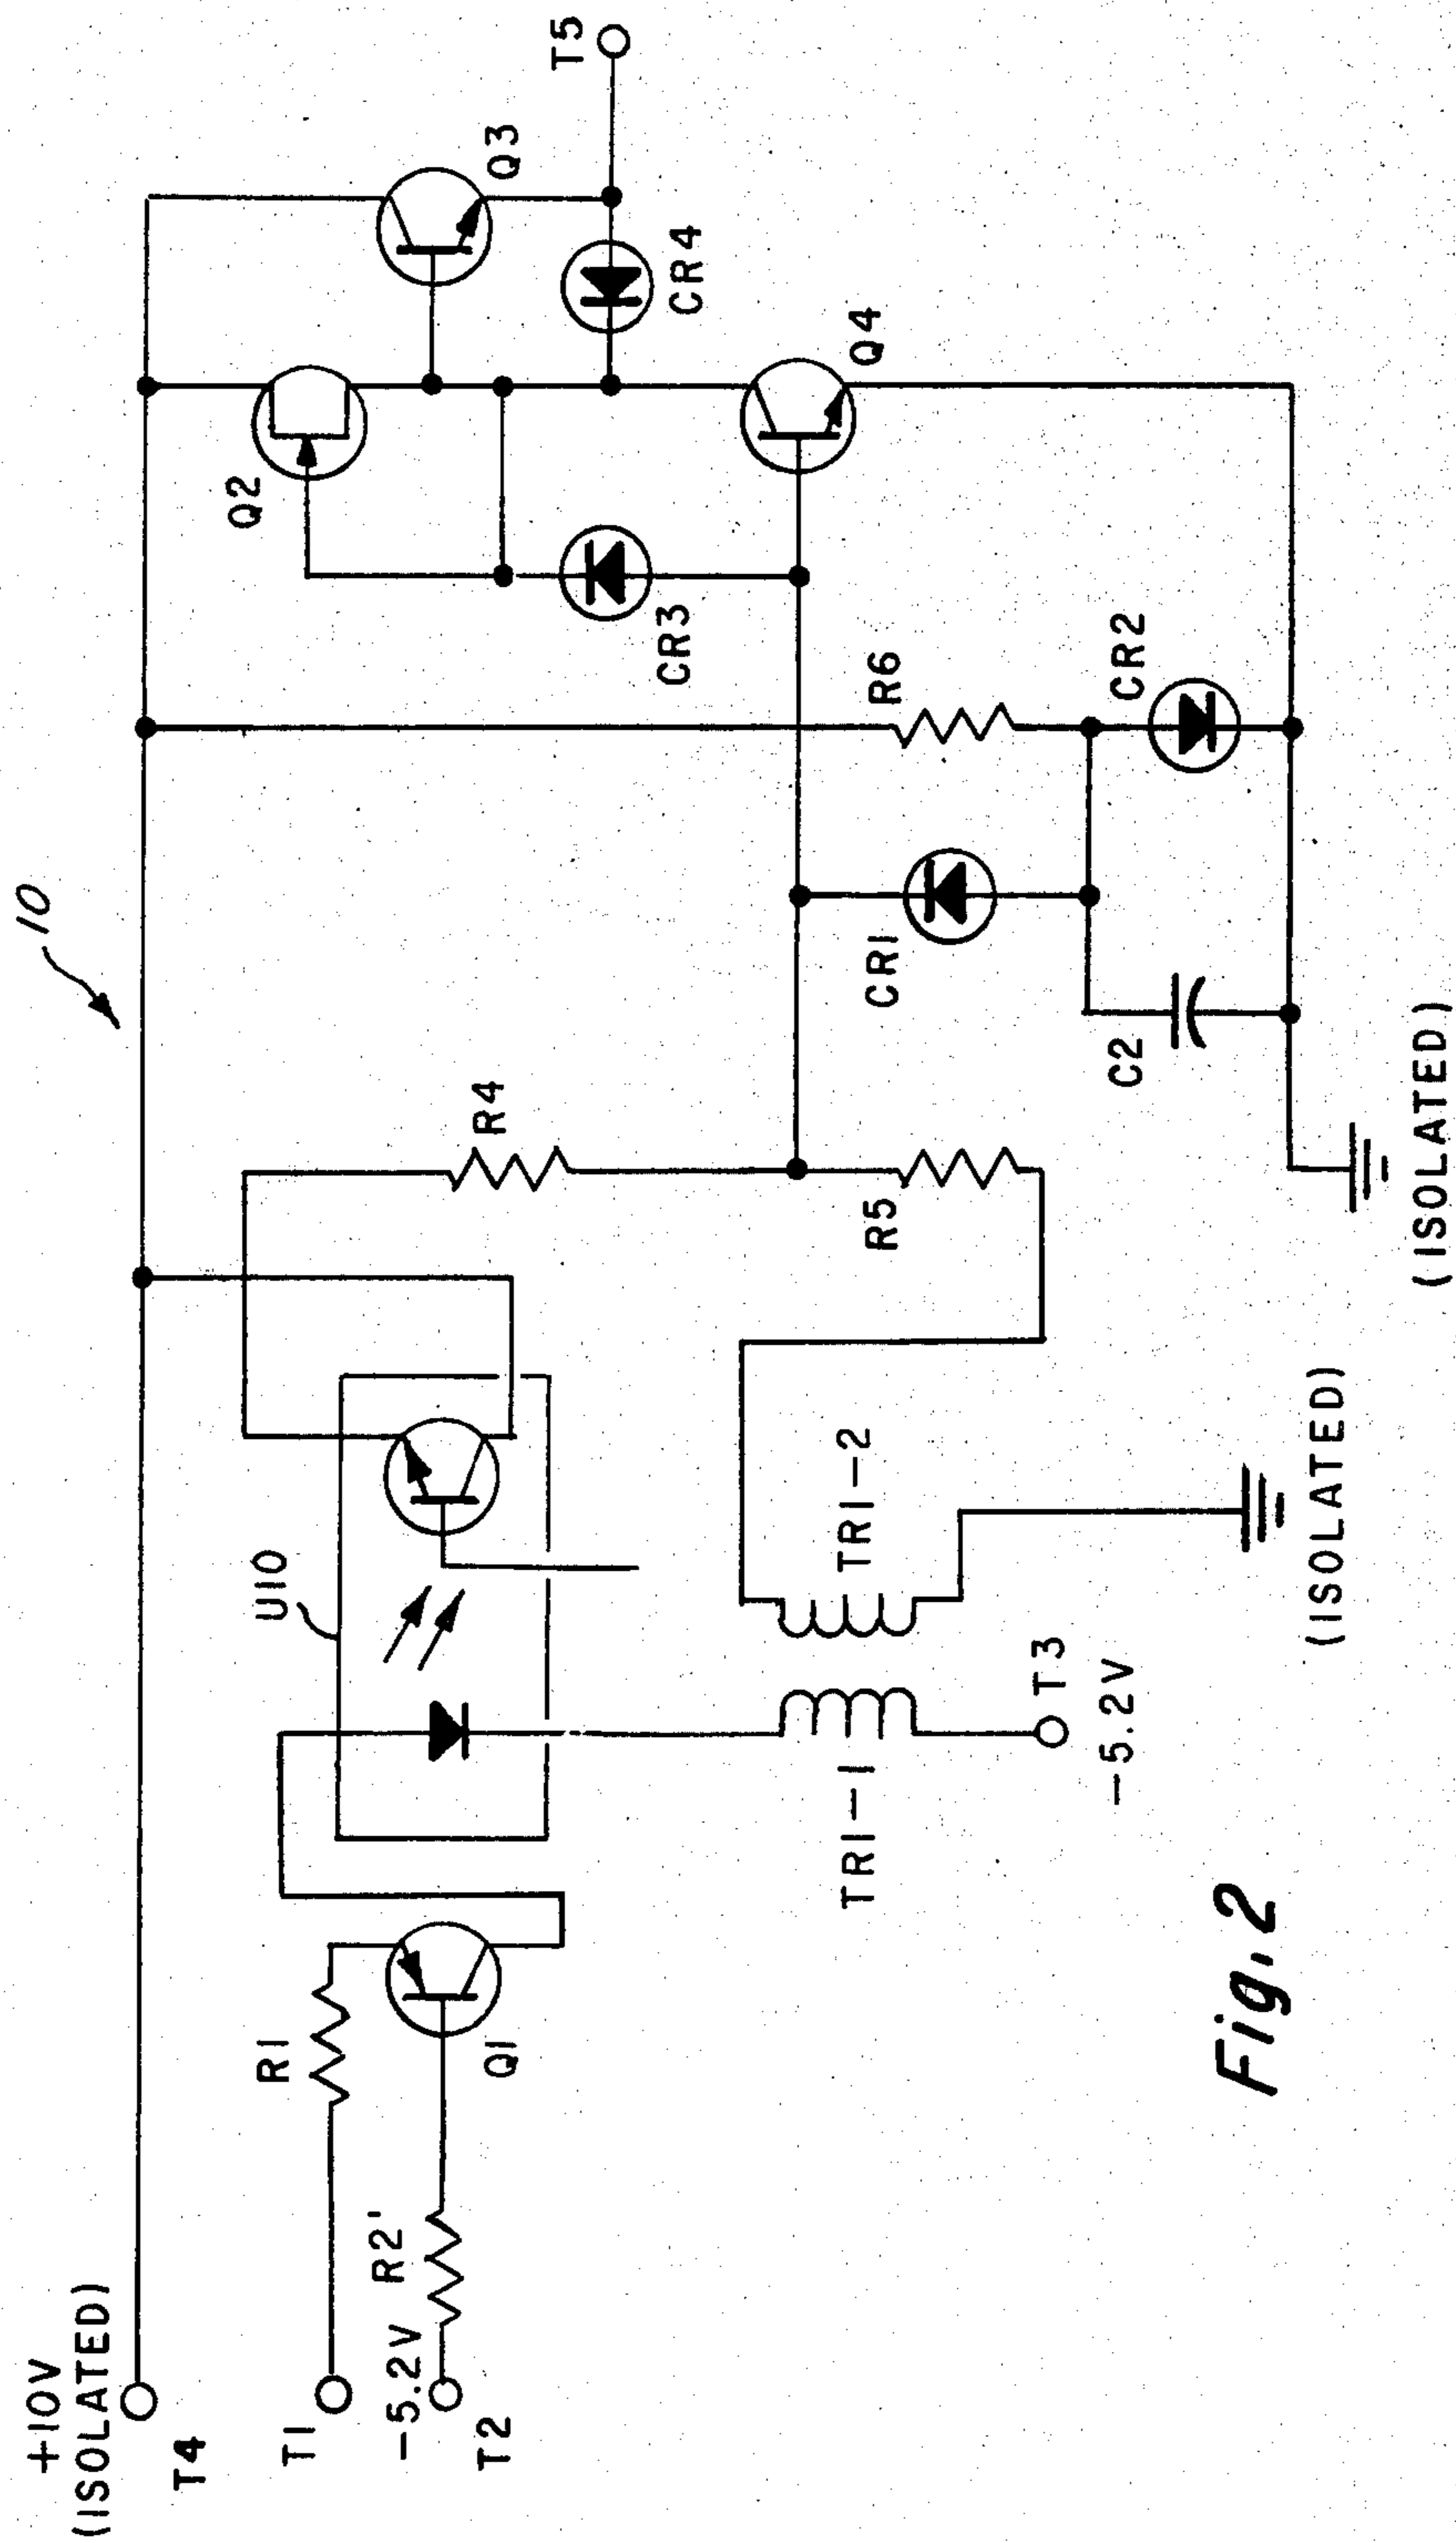 10
+10V
(ISOLATED)
T4
T1
-5.2V
T2
R1
R2'
Q1
U10
TR1-1
TR1-2
T3
-5.2V
(ISOLATED)
R4
R5
C2
CR1
R6
CR2
(ISOLATED)
Q2
CR3
Q3
CR4
Q4
T5
Fig. 2